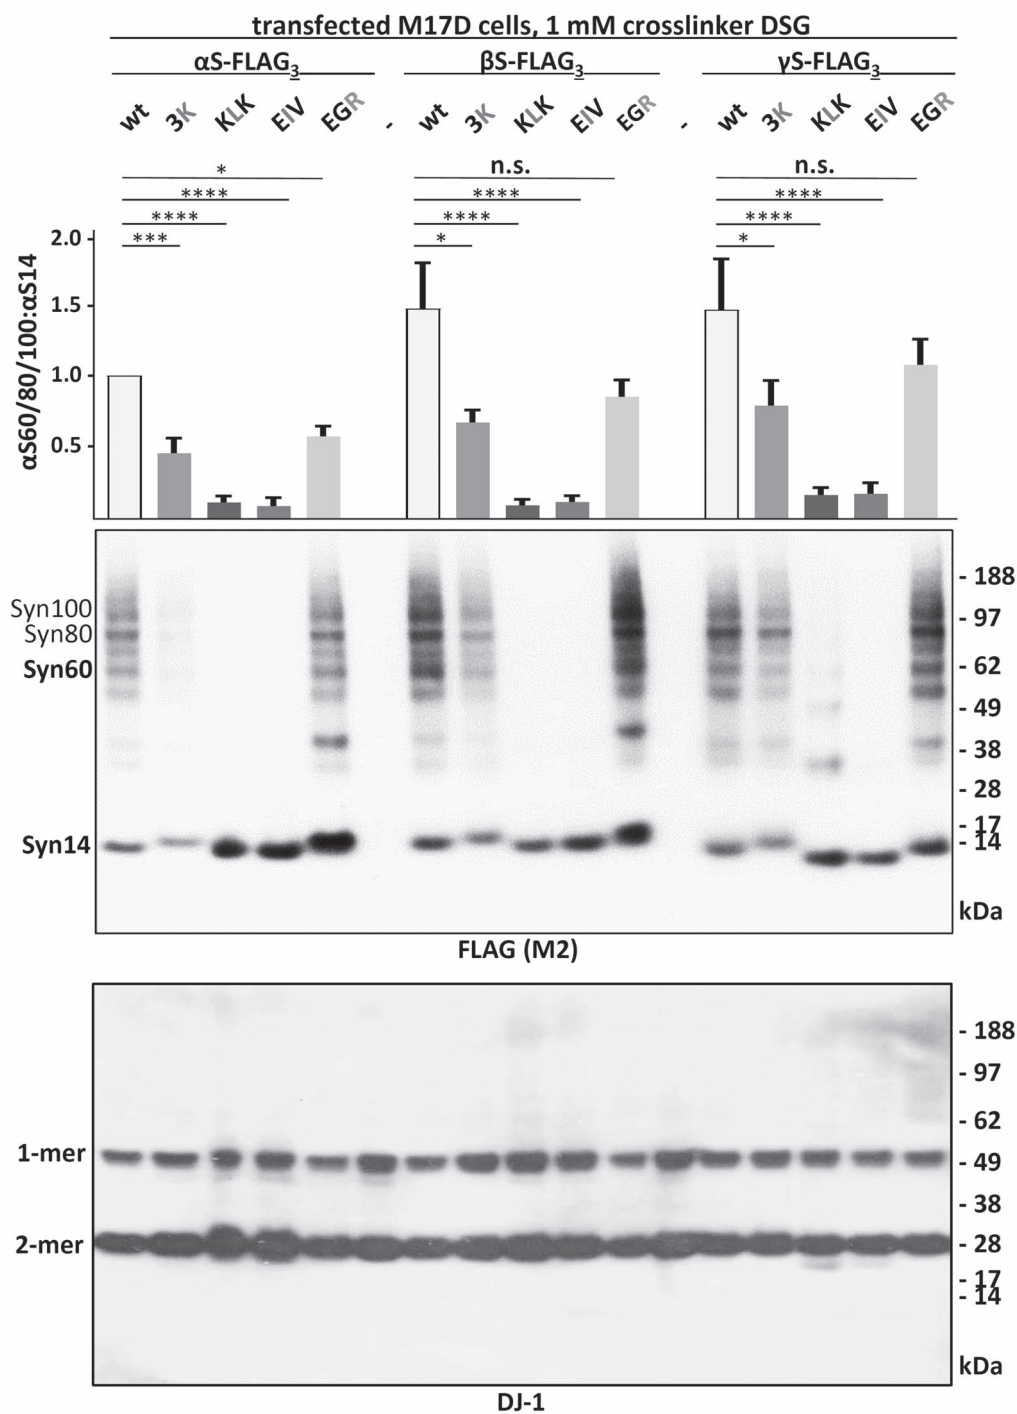 transfected M17D cells, 1 mM crosslinker DSG
αS-FLAG3 βS-FLAG3 γS-FLAG3
wt 3K KLK EIV EGR - wt 3K KLK EIV EGR - wt 3K KLK EIV EGR
* n.s. n.s.
**** **** ****
**** **** ****
*** * *
αS60/80/100:αS14
2.0
1.5
1.0
0.5
Syn100
Syn80
Syn60
Syn14
- 188
- 97
- 62
- 49
- 38
- 28
- 17
- 14
kDa
FLAG (M2)
1-mer
2-mer
- 188
- 97
- 62
- 49
- 38
- 28
- 17
- 14
kDa
DJ-1